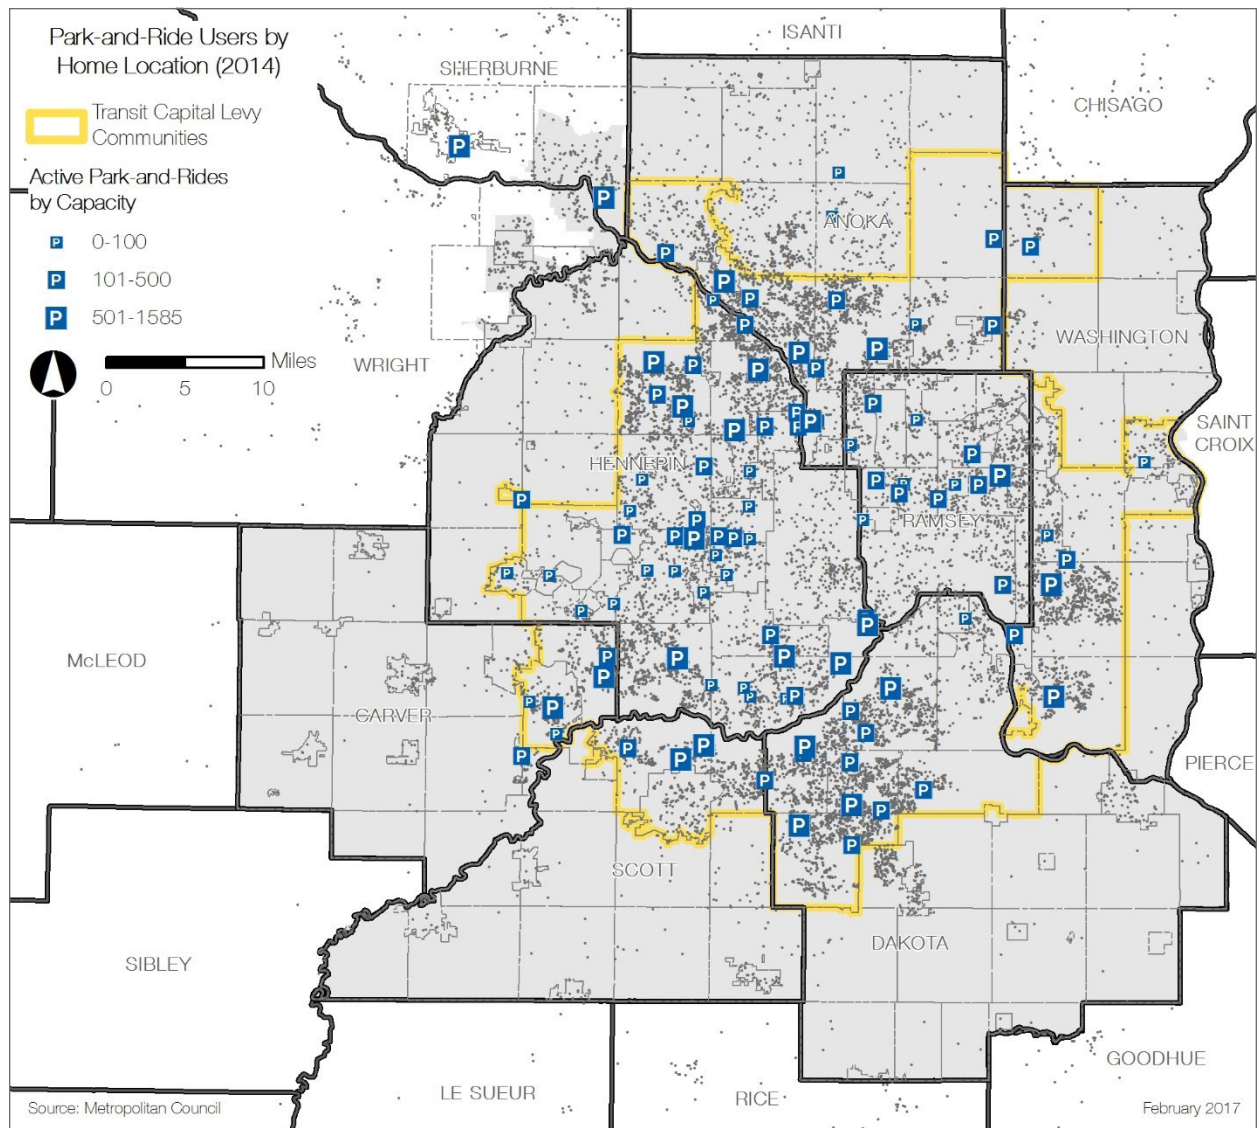 Park-and-Ride Users by
Home Location (2014)
Transit Capital Levy
Communities
Active Park-and-Rides
by Capacity
P 0-100
P 101-500
P 501-1585
Miles
0 5 10
ISANTI
SHERBURNE
CHISAGO
ANOKA
WASHINGTON
WRIGHT
SAINT
CROIX
HENNEPIN
RAMSEY
McLEOD
CARVER
PIERCE
SCOTT
DAKOTA
SIBLEY
GOODHUE
LE SUEUR
RICE
Source: Metropolitan Council
February 2017